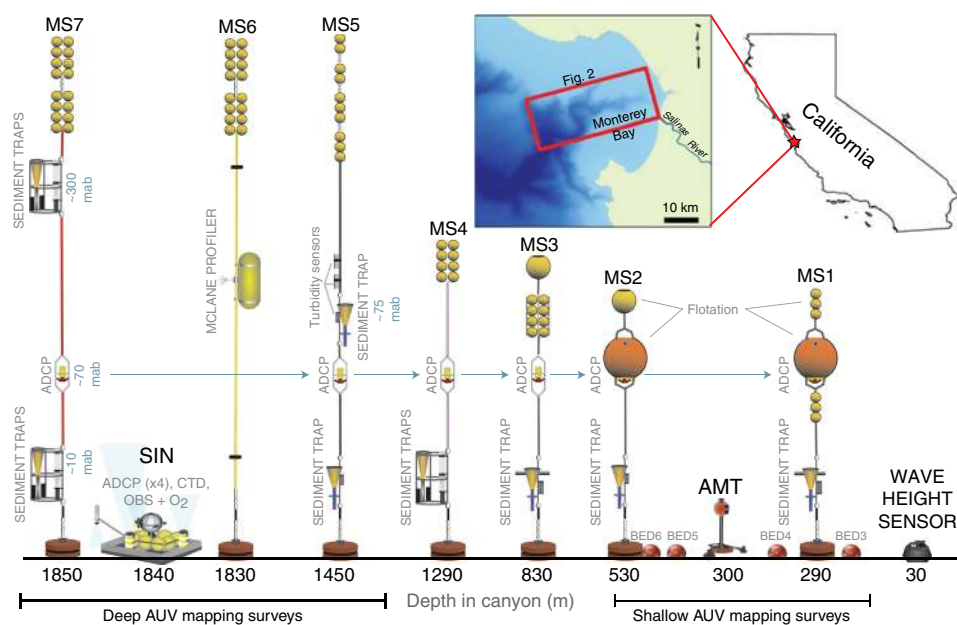 MS7
MS6
MS5
Fig. 2
Monterey
Bay
Salinas
River
10 km
California
SEDIMENT TRAPS
~300
mab
MCLANE PROFILER
Turbidity sensors
SEDIMENT TRAP
~75
mab
MS4
MS3
MS2
MS1
Flotation
ADCP
~70
mab
ADCP
ADCP
ADCP
ADCP
ADCP
SEDIMENT TRAPS
~10
mab
SIN
ADCP (x4), CTD,
OBS + O2
SEDIMENT TRAP
SEDIMENT TRAPS
SEDIMENT TRAP
SEDIMENT TRAP
SEDIMENT TRAP
AMT
WAVE
HEIGHT
SENSOR
BED6
BED5
BED4
BED3
1850
1840
1830
1450
1290
830
530
300
290
30
Deep AUV mapping surveys
Depth in canyon (m)
Shallow AUV mapping surveys